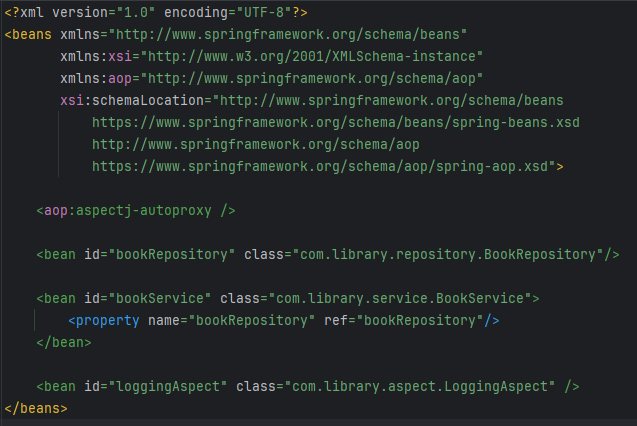 <?xml version="1.0" encoding="UTF-8"?>
<beans xmlns="http://www.springframework.org/schema/beans"
       xmlns:xsi="http://www.w3.org/2001/XMLSchema-instance"
       xmlns:aop="http://www.springframework.org/schema/aop"
       xsi:schemaLocation="http://www.springframework.org/schema/beans
           https://www.springframework.org/schema/beans/spring-beans.xsd
           http://www.springframework.org/schema/aop
           https://www.springframework.org/schema/aop/spring-aop.xsd">
    <aop:aspectj-autoproxy />
    <bean id="bookRepository" class="com.library.repository.BookRepository"/>
    <bean id="bookService" class="com.library.service.BookService">
        <property name="bookRepository" ref="bookRepository"/>
    </bean>
    <bean id="loggingAspect" class="com.library.aspect.LoggingAspect" />
</beans>